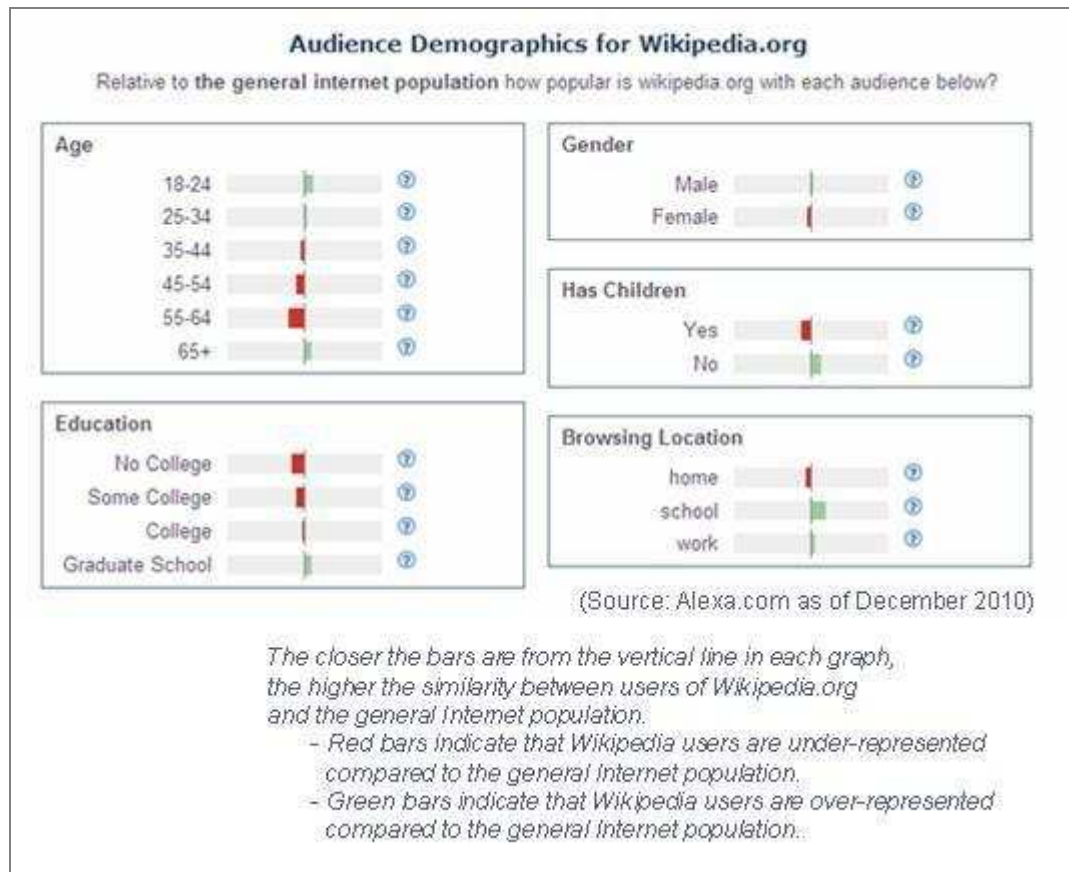 Audience Demographics for Wikipedia.org
Relative to the general internet population how popular is wikipedia.org with each audience below?
Age
18-24
25-34
35-44
45-54
55-64
65+
Education
No College
Some College
College
Graduate School
Gender
Male
Female
Has Children
Yes
No
Browsing Location
home
school
work
(Source: Alexa.com as of December 2010)
The closer the bars are from the vertical line in each graph,
the higher the similarity between users of Wikipedia.org
and the general Internet population.
- Red bars indicate that Wikipedia users are under-represented
compared to the general Internet population.
- Green bars indicate that Wikipedia users are over-represented
compared to the general Internet population.